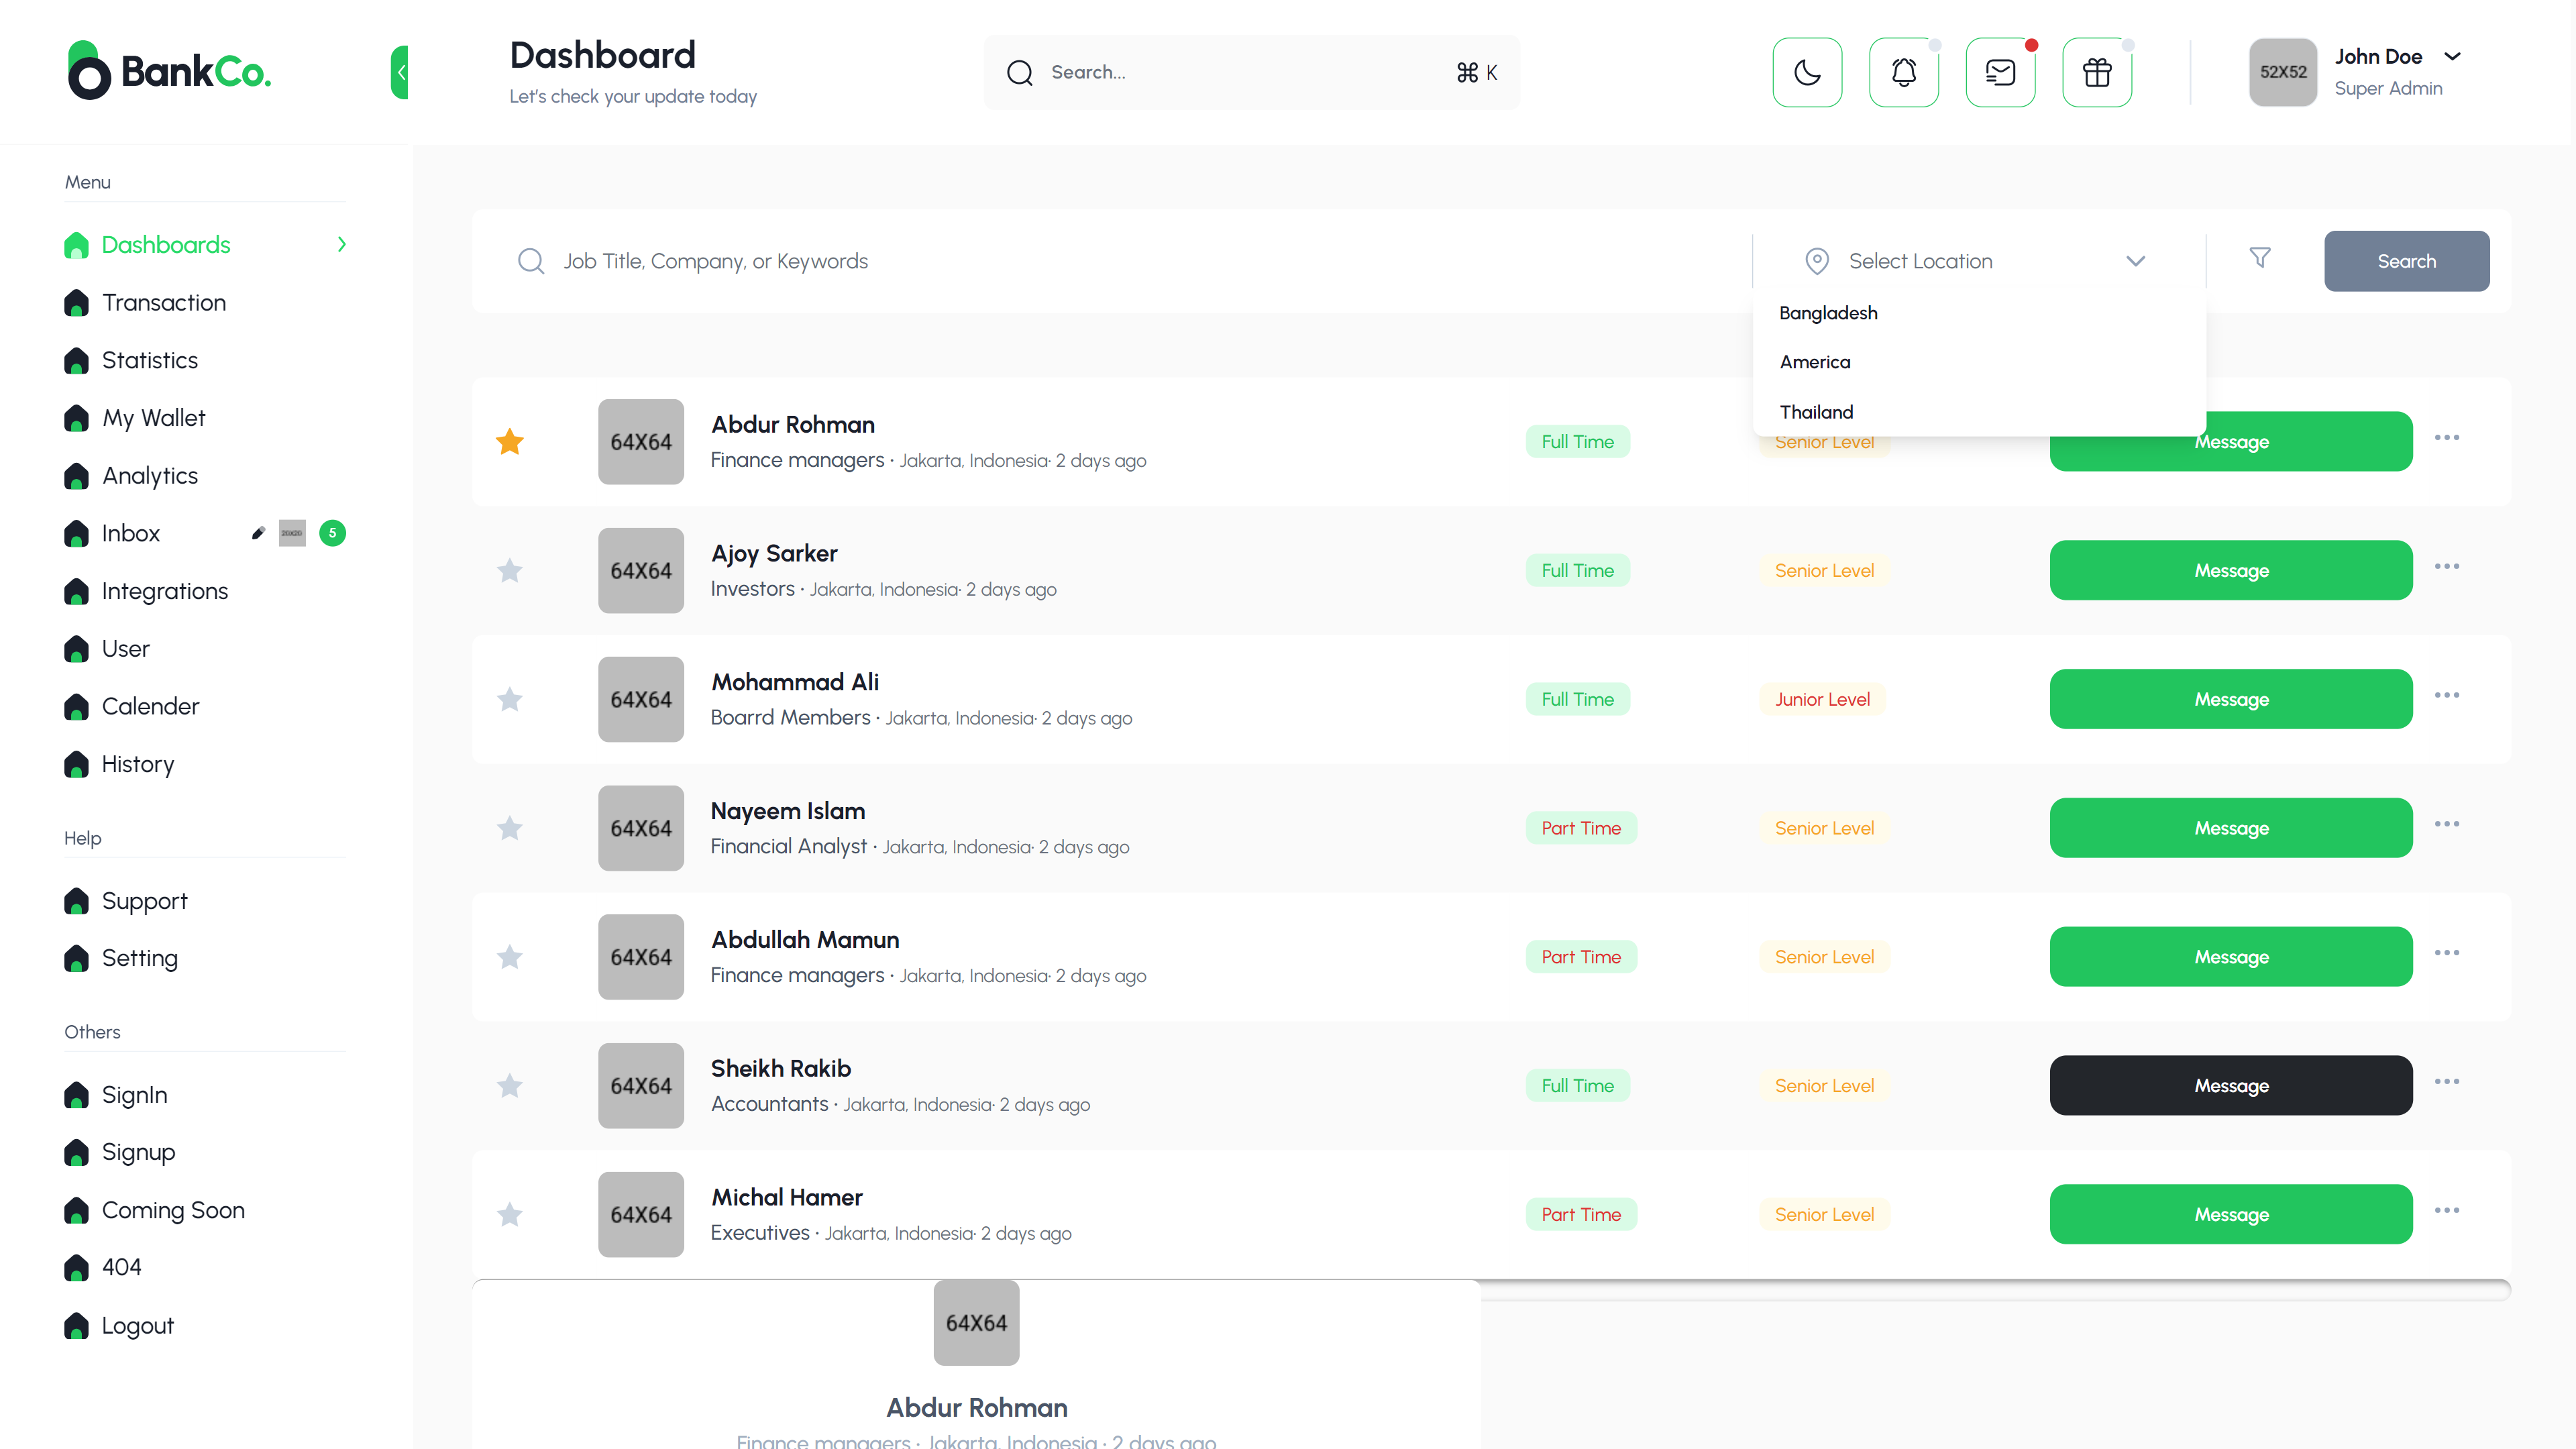 BankCo.
Dashboard
Let's check your update today
Search...
⌘ K
52X52
John Doe
Super Admin
Menu
Dashboards
Transaction
Statistics
My Wallet
Analytics
Inbox
5
Integrations
User
Calender
History
Help
Support
Setting
Others
SignIn
Signup
Coming Soon
404
Logout
Job Title, Company, or Keywords
Select Location
Search
Bangladesh
America
Thailand
64X64
Abdur Rohman
Finance managers · Jakarta, Indonesia· 2 days ago
Full Time
Senior Level
Message
64X64
Ajoy Sarker
Investors · Jakarta, Indonesia· 2 days ago
Full Time
Senior Level
Message
64X64
Mohammad Ali
Boarrd Members · Jakarta, Indonesia· 2 days ago
Full Time
Junior Level
Message
64X64
Nayeem Islam
Financial Analyst · Jakarta, Indonesia· 2 days ago
Part Time
Senior Level
Message
64X64
Abdullah Mamun
Finance managers · Jakarta, Indonesia· 2 days ago
Part Time
Senior Level
Message
64X64
Sheikh Rakib
Accountants · Jakarta, Indonesia· 2 days ago
Full Time
Senior Level
Message
64X64
Michal Hamer
Executives · Jakarta, Indonesia· 2 days ago
Part Time
Senior Level
Message
64X64
Abdur Rohman
Finance managers · Jakarta, Indonesia · 2 days ago